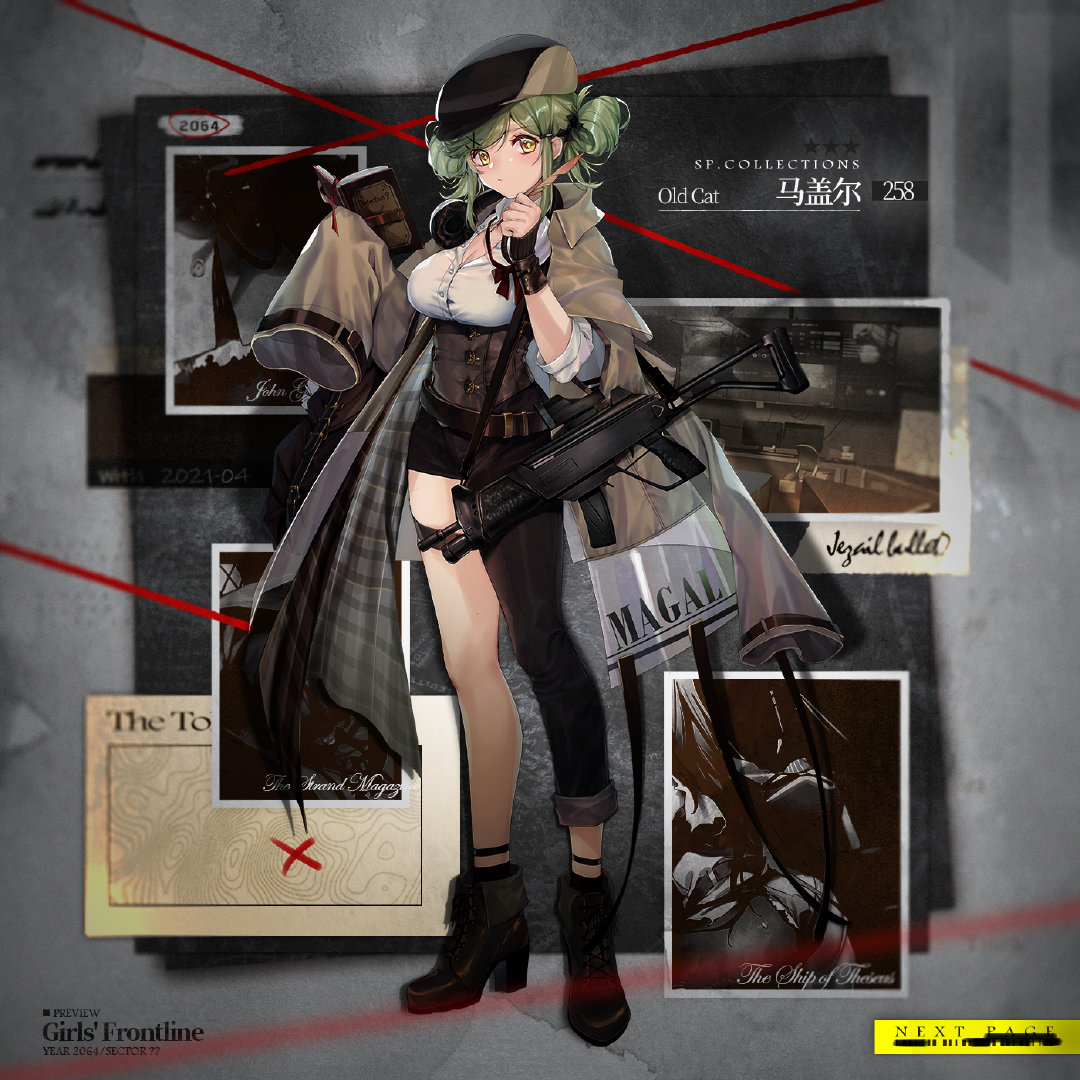 2064
SF.COLLECTIONS
Old Cat 马盖尔 258
John
2021-04
Jezail bullet
MAGAL
The To
The Strand Magazine
The Ship of Theseus
PREVIEW
Girls' Frontline
YEAR 2064/SECTOR ??
NEXT PAGE